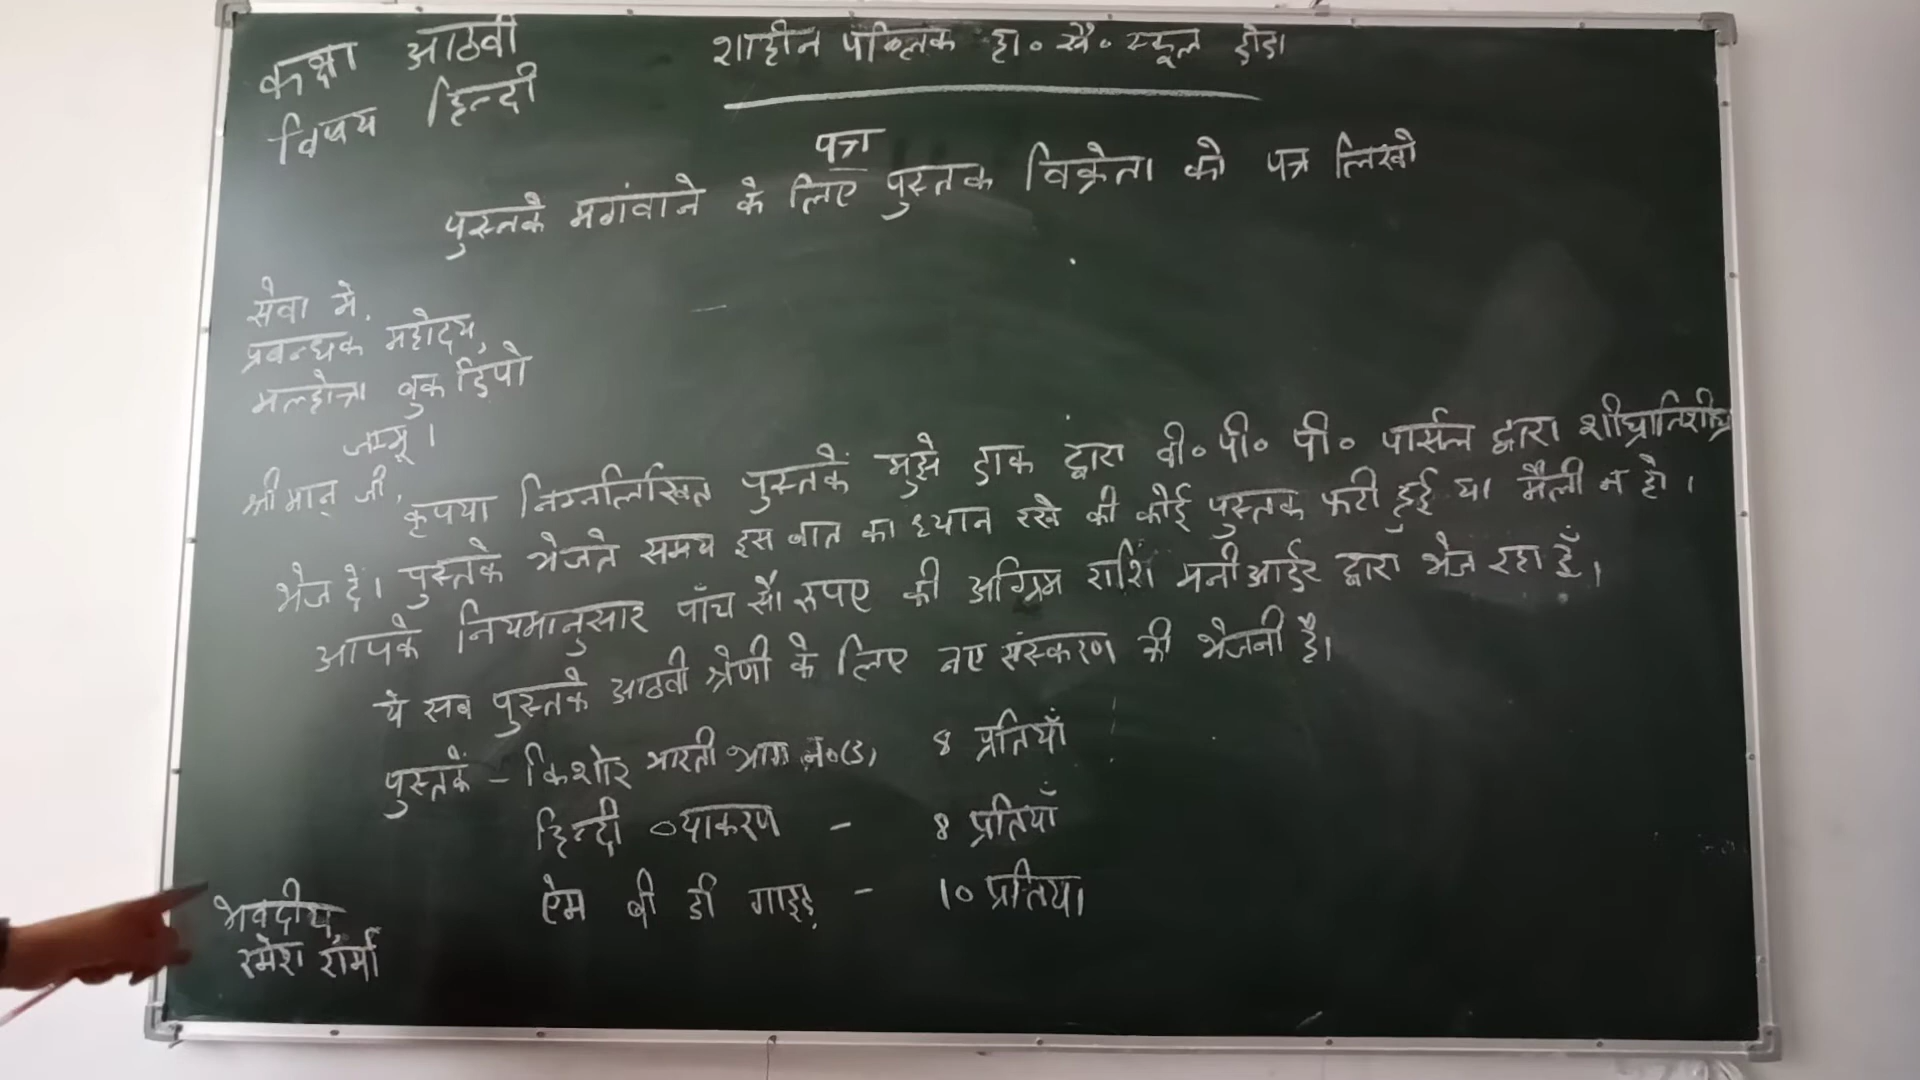 कक्षा आठवी
विषय हिन्दी
शाहीन पब्लिक हा० सै० स्कूल डोडा
पत्र
पुस्तकें मगंवाने के लिए पुस्तक विक्रेता को पत्र लिखो
सेवा में,
प्रबन्धक महोदय,
मल्होत्रा बुक डिपो
जम्मू।
श्रीमान् जी,
कृपया निम्नलिखित पुस्तकें मुझे डाक द्वारा वी० पी० पी० पार्सल द्वारा शीघ्रातिशीघ्र
भेज दें। पुस्तके भेजते समय इस बात का ध्यान रखे की कोई पुस्तक फटी हुई या मैली न हो।
आपके नियमानुसार पाँच सौ रुपए की अग्रिम राशि मनीआर्डर द्वारा भेज रहा हूँ।
ये सब पुस्तकें आठवी श्रेणी के लिए नए संस्करण की भेजनी है।
पुस्तकें - किशोर भारती भाग न०(3) 8 प्रतियाँ
हिन्दी व्याकरण - 8 प्रतियाँ
ऐम बी डी गाइड - 10 प्रतिया
भवदीय,
रमेश शर्मा